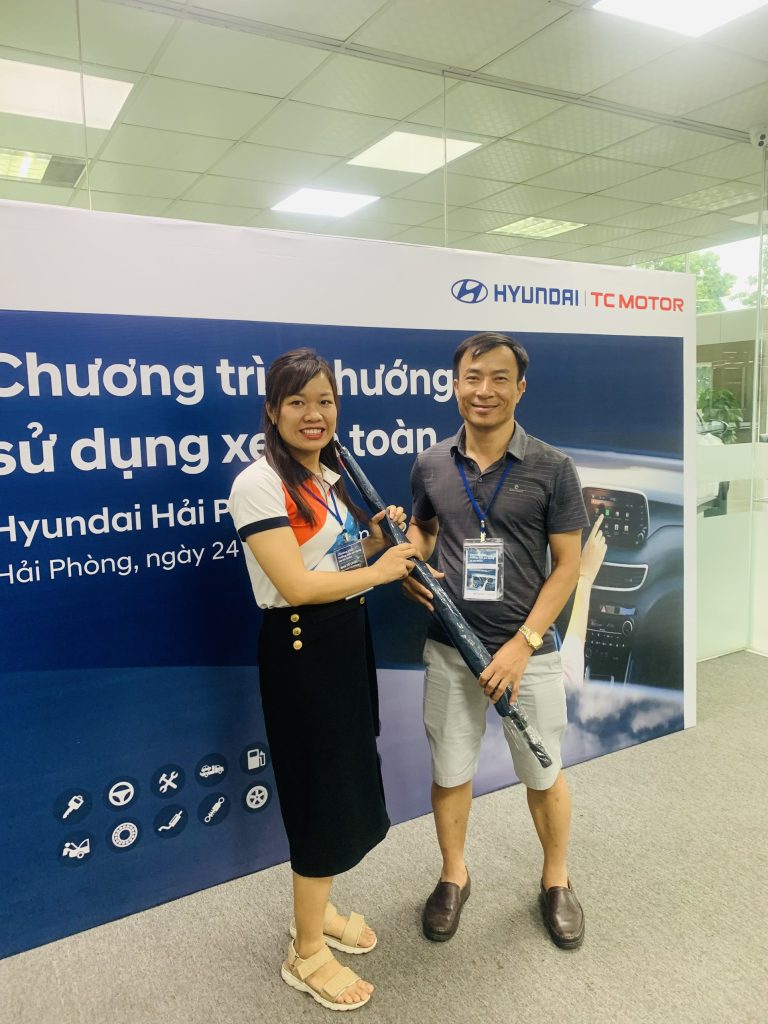 HYUNDAI | TC MOTOR
Chương trì hướng
sử dụng xe toàn
Hyundai Hải P
Hải Phòng, ngày 24